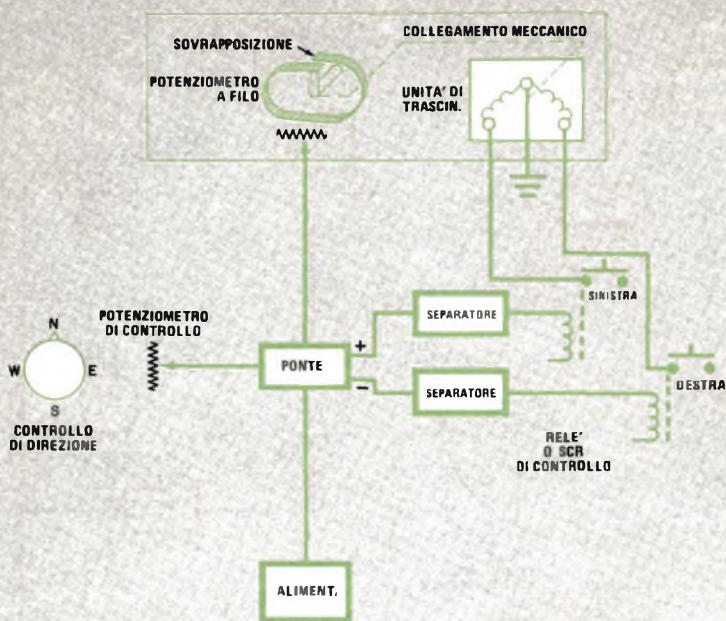 COLLEGAMENTO MECCANICO
SOVRAPPOSIZIONE
POTENZIOMETRO
A FILO
UNITA' DI
TRASCIN.
SINISTRA
POTENZIOMETRO
DI CONTROLLO
N
W
E
S
CONTROLLO
DI DIREZIONE
PONTE
+
−
SEPARATORE
SEPARATORE
DESTRA
RELE'
O SCR
DI CONTROLLO
ALIMENT.